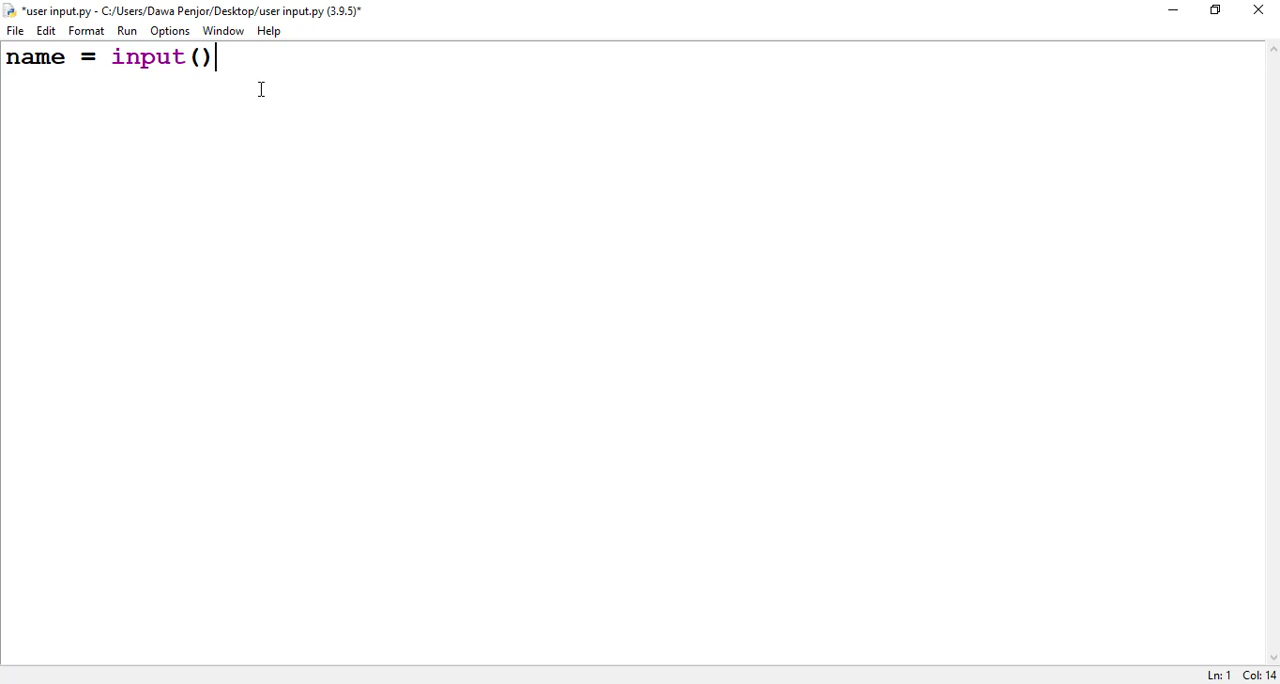 *user input.py - C:/Users/Dawa Penjor/Desktop/user input.py (3.9.5)*
File Edit Format Run Options Window Help
name = input()
Ln: 1 Col: 14